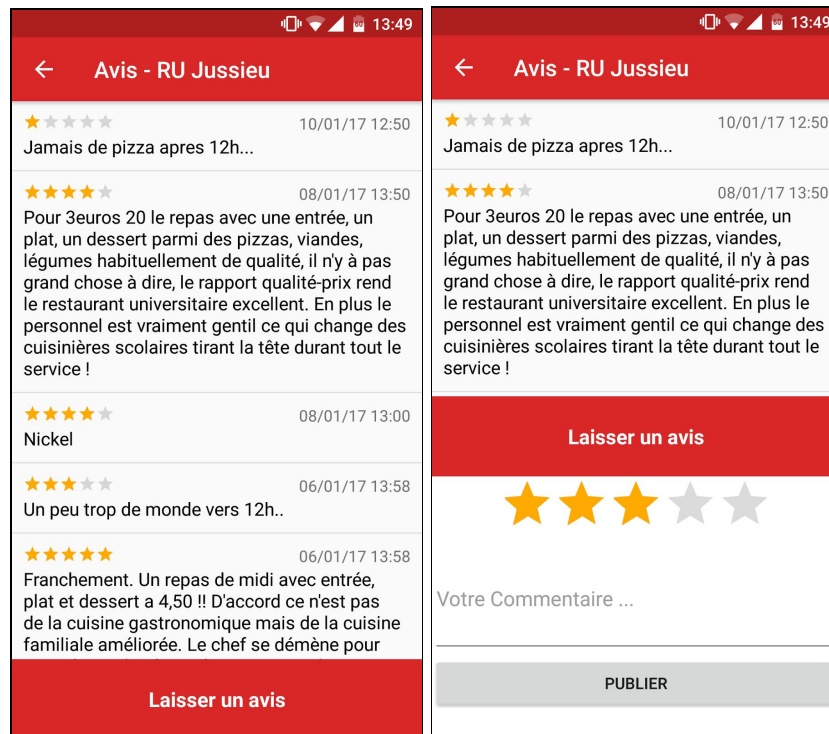 13:49
Avis - RU Jussieu
10/01/17 12:50
Jamais de pizza apres 12h...
08/01/17 13:50
Pour 3euros 20 le repas avec une entrée, un
plat, un dessert parmi des pizzas, viandes,
légumes habituellement de qualité, il n'y à pas
grand chose à dire, le rapport qualité-prix rend
le restaurant universitaire excellent. En plus le
personnel est vraiment gentil ce qui change des
cuisinières scolaires tirant la tête durant tout le
service !
08/01/17 13:00
Nickel
06/01/17 13:58
Un peu trop de monde vers 12h..
06/01/17 13:58
Franchement. Un repas de midi avec entrée,
plat et dessert a 4,50 !! D'accord ce n'est pas
de la cuisine gastronomique mais de la cuisine
familiale améliorée. Le chef se démène pour
Laisser un avis
13:49
Avis - RU Jussieu
10/01/17 12:50
Jamais de pizza apres 12h...
08/01/17 13:50
Pour 3euros 20 le repas avec une entrée, un
plat, un dessert parmi des pizzas, viandes,
légumes habituellement de qualité, il n'y à pas
grand chose à dire, le rapport qualité-prix rend
le restaurant universitaire excellent. En plus le
personnel est vraiment gentil ce qui change des
cuisinières scolaires tirant la tête durant tout le
service !
Laisser un avis
Votre Commentaire ...
PUBLIER